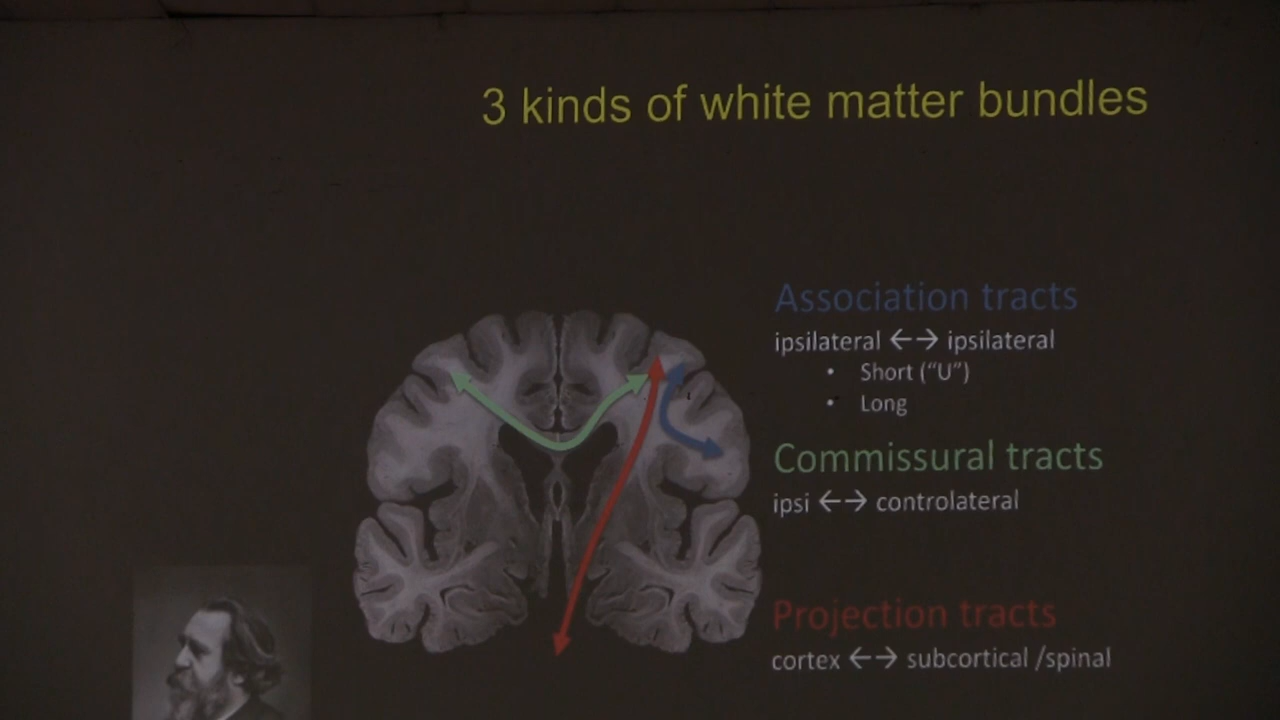 3 kinds of white matter bundles
Association tracts
ipsilateral ←→ ipsilateral
• Short (“U”)
• Long
Commissural tracts
ipsi ←→ controlateral
Projection tracts
cortex ←→ subcortical /spinal